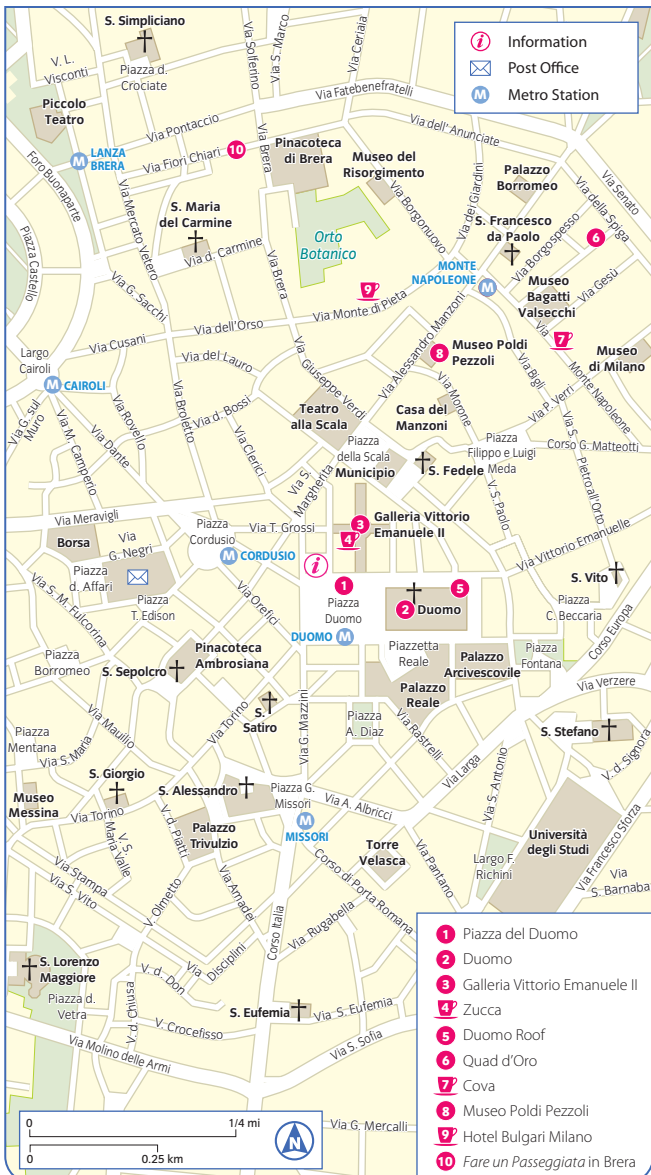 S. Simpliciano
Via S. Marco
Via Ceriaia
Via Solferino
Information
Post Office
M Metro Station
V. L.
Visconti
Piazza d.
Crociate
Piccolo
Teatro
Via Fatebenefratelli
Via Pontaccio
Via dell'Anunciate
M LANZA
BRERA
10
Via Fiori Chiari
Via Brera
Pinacoteca
di Brera
Museo del
Risorgimento
Palazzo
Borromeo
Via Senato
Foro Buonaparte
Via Mercato Vetero
S. Maria
del Carmine
Via dei Giardini
Via Borgonuovo
S. Francesco
da Paolo
Via della Spiga
6
Via Borgospesso
Piazza Castello
Via d. Carmine
Orto
Botanico
Via Brera
MONTE
NAPOLEONE M
Via Gesù
Museo
Bagatti
Valsecchi
Via G. Sacchi
9
Via Monte di Pieta
Via dell'Orso
Via Cusani
Via Alessandro Manzoni
7
Largo
Cairoli
Via del Lauro
8 Museo Poldi
Pezzoli
Museo
di Milano
Via Monte Napoleone
M CAIROLI
Via Giuseppe Verdi
Via Bigli
Via P. Verri
Via G. sul
Muro
Via M. Camperio
Via Rovello
Via Dante
Via Broletto
Via d. Bossi
Teatro
alla Scala
Casa del
Manzoni
Via Morone
Via Clerici
Piazza
della Scala
Piazza
Filippo e Luigi
Meda
Corso G. Matteotti
Via S.
Pietro all'Orto
Via S.
Margherita
Municipio
S. Fedele
V. S. Paolo
Via Meravigli
Piazza
Cordusio
Via T. Grossi
3
Galleria Vittorio
Emanuele II
4
Borsa
Via
G. Negri
M CORDUSIO
Via Vittorio Emanuelle
Piazza
d. Affari
1
5
S. Vito
Piazza
T. Edison
Via Orefici
Piazza
Duomo
2 Duomo
Piazza
C. Beccaria
Via S. M. Fulcorina
DUOMO M
Corso Europa
Pinacoteca
Ambrosiana
Piazzetta
Reale
Palazzo
Arcivescovile
Piazza
Fontana
Piazza
Borromeo
S. Sepolcro
Palazzo
Reale
Via Verzere
Via Torino
S.
Satiro
Via G. Mazzini
Piazza
A. Diaz
Via Rastrelli
S. Stefano
Piazza
Mentana
Via Maulio
Via S. Maria
Via Larga
V. d. Signora
S. Giorgio
S. Alessandro
Piazza G.
Missori
Via S. Antonio
Museo
Messina
Via A. Albricci
Via Torino
M
MISSORI
V. S.
Maria Valle
V. d. Piatti
Palazzo
Trivulzio
Torre
Velasca
Università
degli Studi
Via Francesco Sforza
Via Pantano
Largo F.
Richini
Via Stampa
Via S. Vito
V. Olmetto
Via Amadei
Corso di Porta Romana
Via
S. Barnaba
Corso Italia
Via Rugabella
S. Lorenzo
Maggiore
Via Disciplini
V. d. Don
Piazza d.
Vetra
V. d. Chiusa
S. Eufemia
Via S. Eufemia
V. Crocefisso
Via S. Sofia
Via Molino delle Armi
Via G. Mercalli
1 Piazza del Duomo
2 Duomo
3 Galleria Vittorio Emanuele II
4 Zucca
5 Duomo Roof
6 Quad d'Oro
7 Cova
8 Museo Poldi Pezzoli
9 Hotel Bulgari Milano
10 Fare un Passeggiata in Brera
0 1/4 mi
0 0.25 km
N